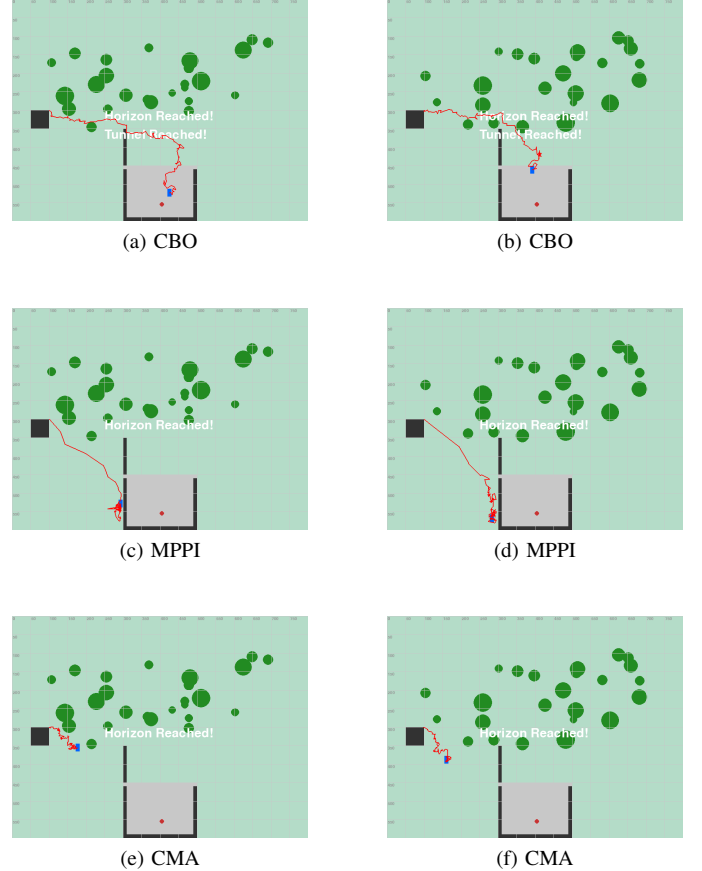 Horizon Reached!
Tunnel Reached!
Horizon Reached!
Tunnel Reached!
(a) CBO
(b) CBO
Horizon Reached!
Horizon Reached!
(c) MPPI
(d) MPPI
Horizon Reached!
Horizon Reached!
(e) CMA
(f) CMA